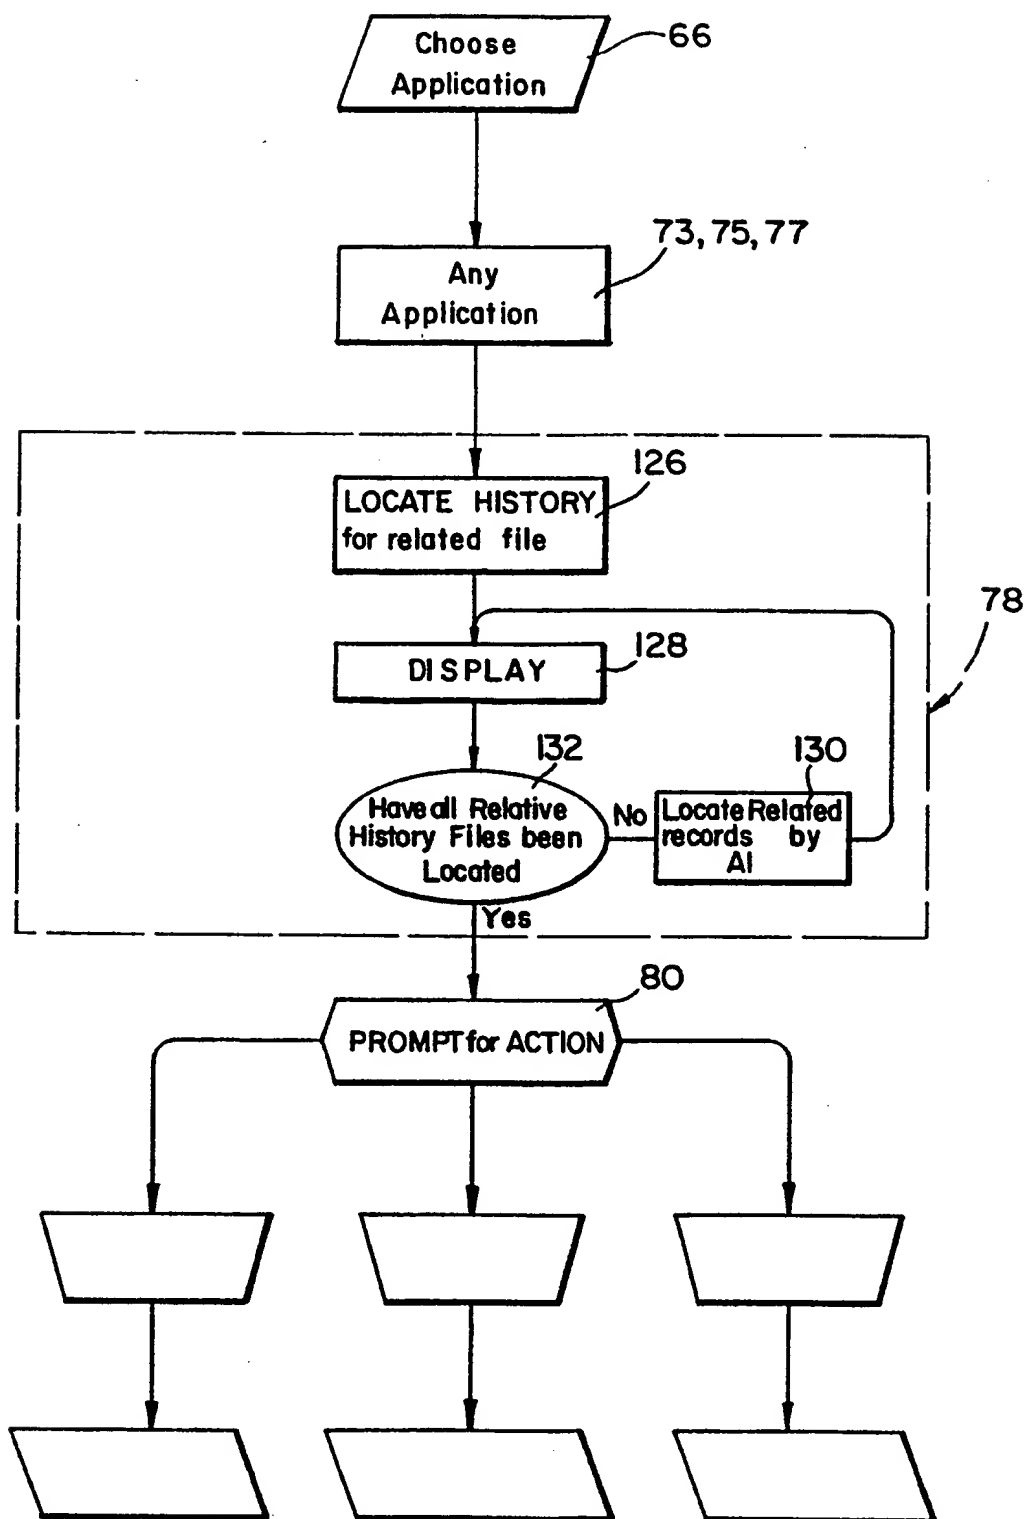 Choose
Application
66
73, 75, 77
Any
Application
126
LOCATE HISTORY
for related file
78
128
DISPLAY
132
130
Have all Relative
History Files been
Located
No
Locate Related
records by
AI
Yes
80
PROMPT for ACTION